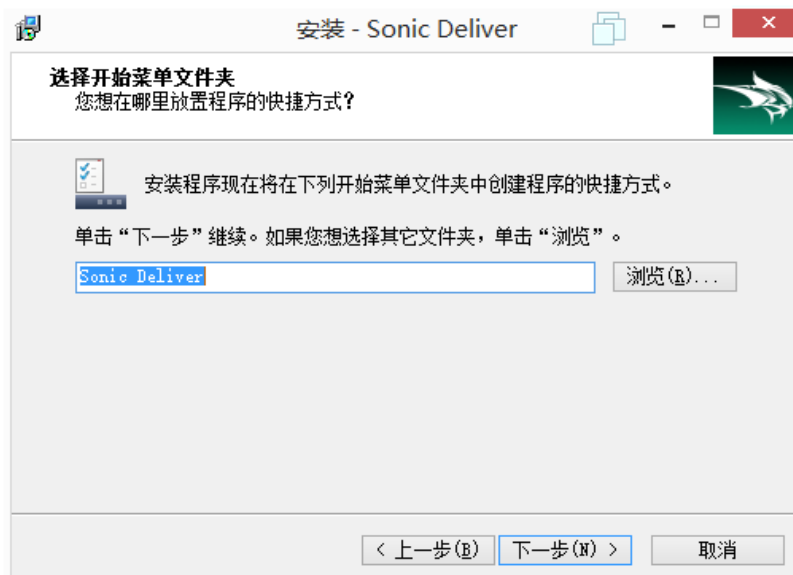 安装 - Sonic Deliver
选择开始菜单文件夹
您想在哪里放置程序的快捷方式?
安装程序现在将在下列开始菜单文件夹中创建程序的快捷方式。
单击“下一步”继续。如果您想选择其它文件夹,单击“浏览”。
Sonic Deliver
浏览(R)...
< 上一步(B)
下一步(N) >
取消